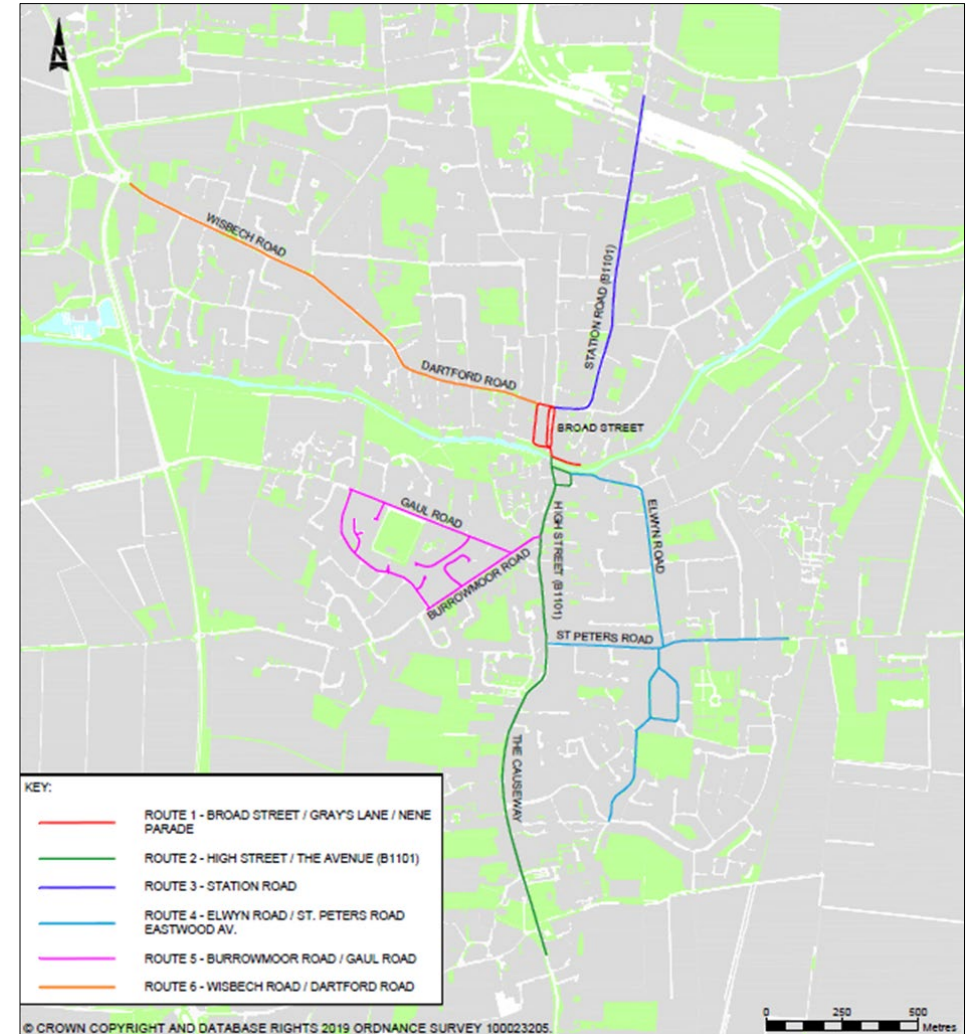 N
WISBECH ROAD
STATION ROAD (B1101)
DARTFORD ROAD
BROAD STREET
GAUL ROAD
HIGH STREET (B1101)
ELWYN ROAD
BURROWMOOR ROAD
ST PETERS ROAD
THE CAUSEWAY
KEY:
ROUTE 1 - BROAD STREET / GRAY'S LANE / NENE
PARADE
ROUTE 2 - HIGH STREET / THE AVENUE (B1101)
ROUTE 3 - STATION ROAD
ROUTE 4 - ELWYN ROAD / ST. PETERS ROAD
EASTWOOD AV.
ROUTE 5 - BURROWMOOR ROAD / GAUL ROAD
ROUTE 6 - WISBECH ROAD / DARTFORD ROAD
0 250 500
Metres
© CROWN COPYRIGHT AND DATABASE RIGHTS 2019 ORDNANCE SURVEY 100023205.